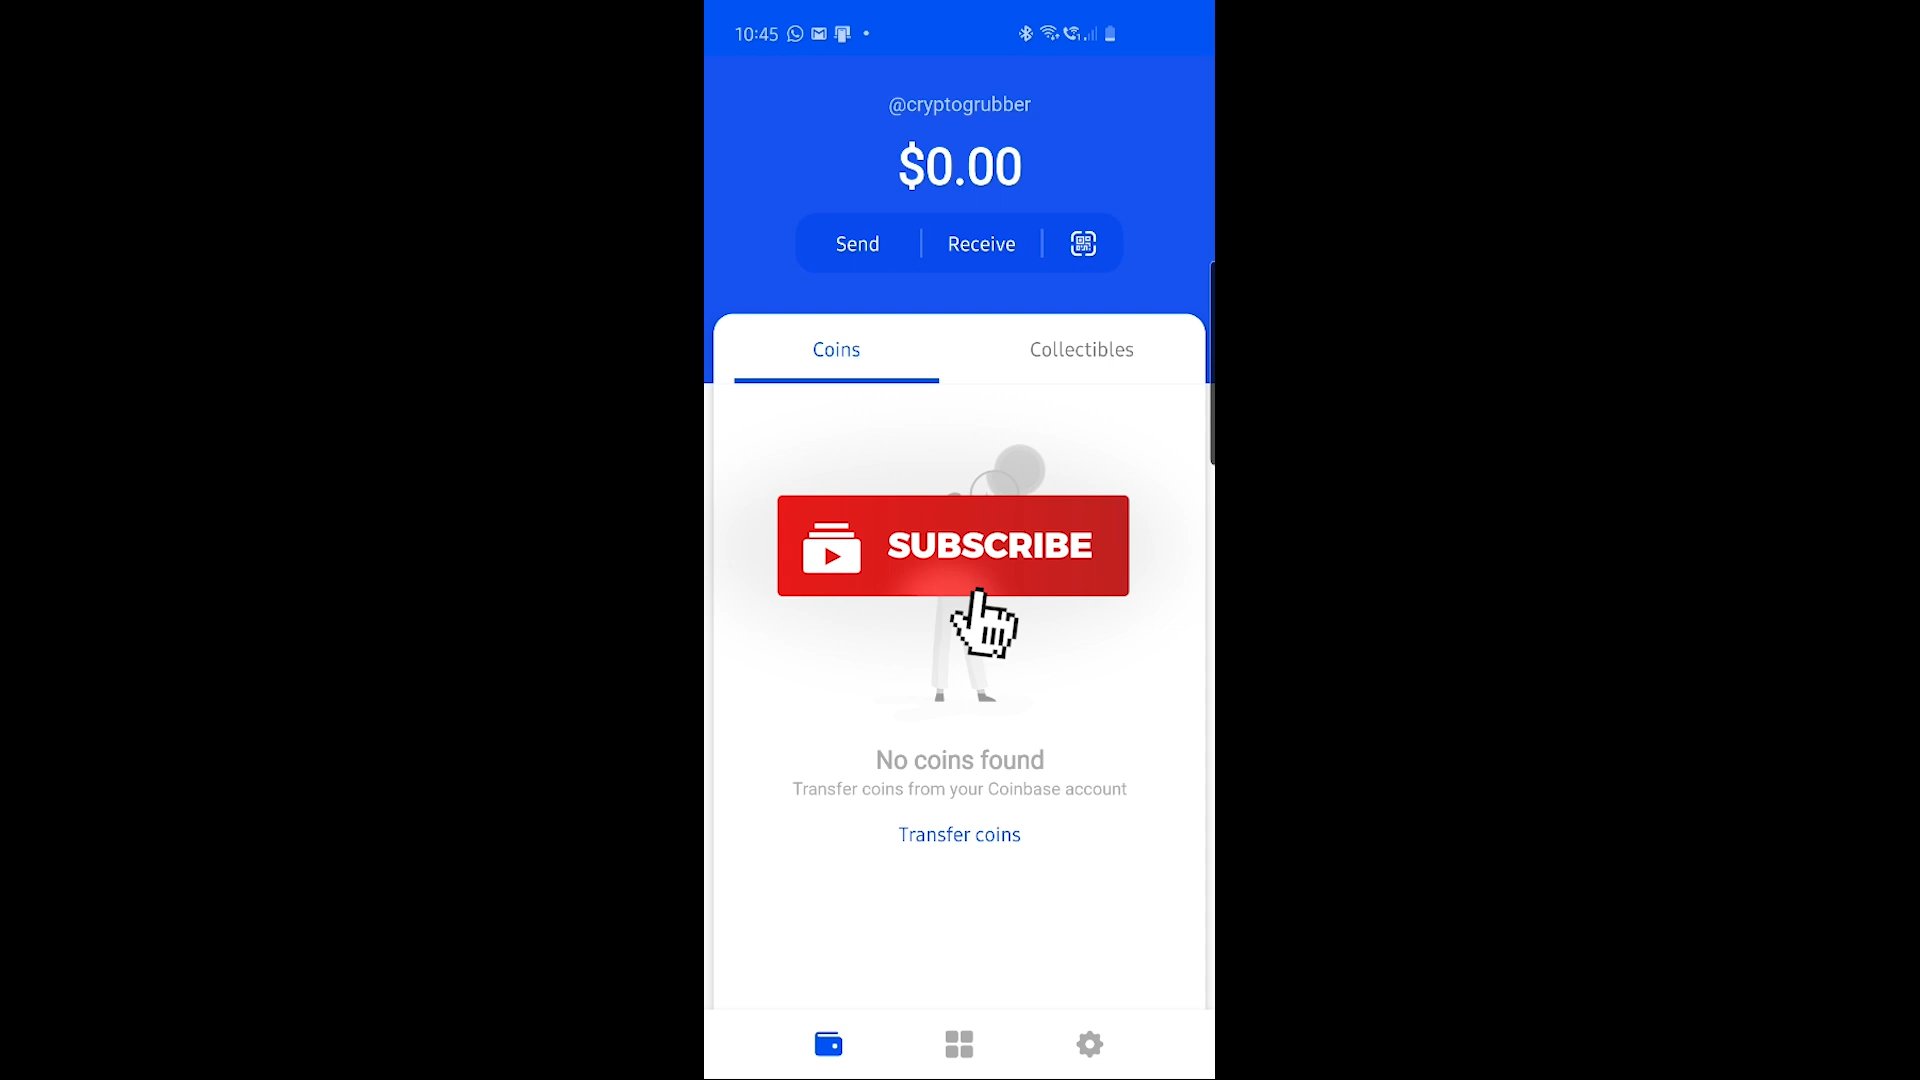 10:45
@cryptogrubber
$0.00
Send Receive
Coins Collectibles
SUBSCRIBE
No coins found
Transfer coins from your Coinbase account
Transfer coins